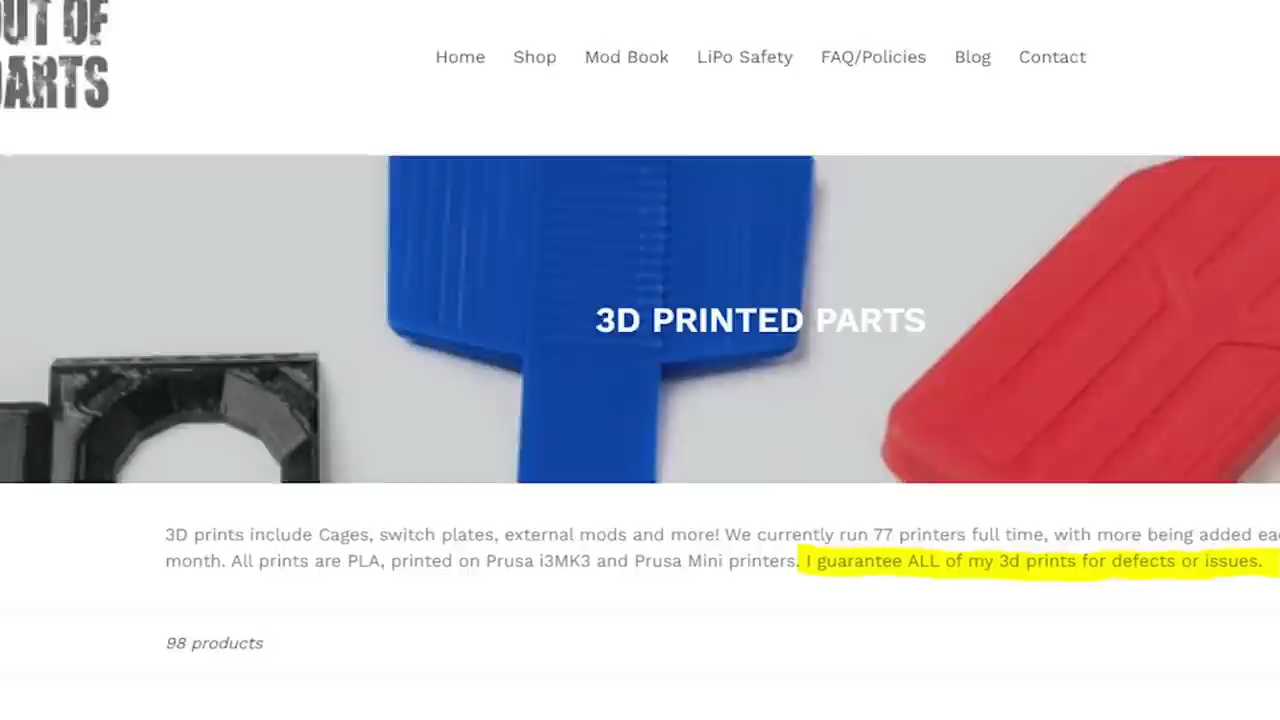 OUT OF
DARTS
Home Shop Mod Book LiPo Safety FAQ/Policies Blog Contact
3D PRINTED PARTS
3D prints include Cages, switch plates, external mods and more! We currently run 77 printers full time, with more being added
month. All prints are PLA, printed on Prusa i3MK3 and Prusa Mini printers. I guarantee ALL of my 3d prints for defects or issues.
98 products